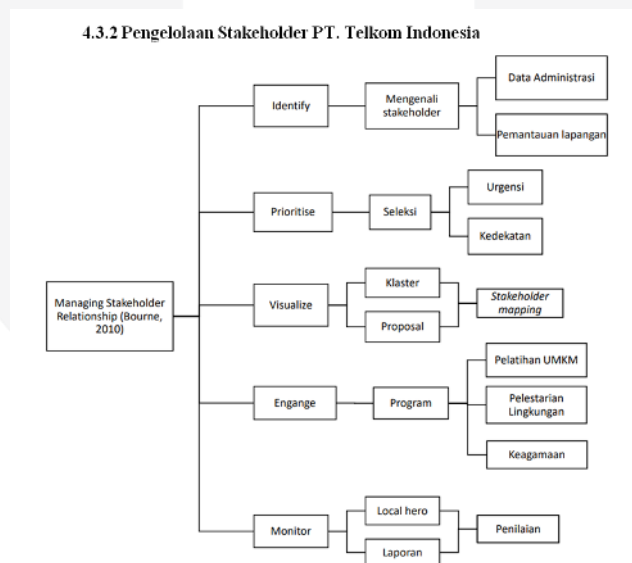 4.3.2 Pengelolaan Stakeholder PT. Telkom Indonesia
Identify
Mengenali
stakeholder
Data Administrasi
Pemantauan lapangan
Prioritise
Seleksi
Urgensi
Kedekatan
Managing Stakeholder
Relationship (Bourne,
2010)
Visualize
Klaster
Proposal
Stakeholder
mapping
Engange
Program
Pelatihan UMKM
Pelestarian
Lingkungan
Keagamaan
Monitor
Local hero
Laporan
Penilaian